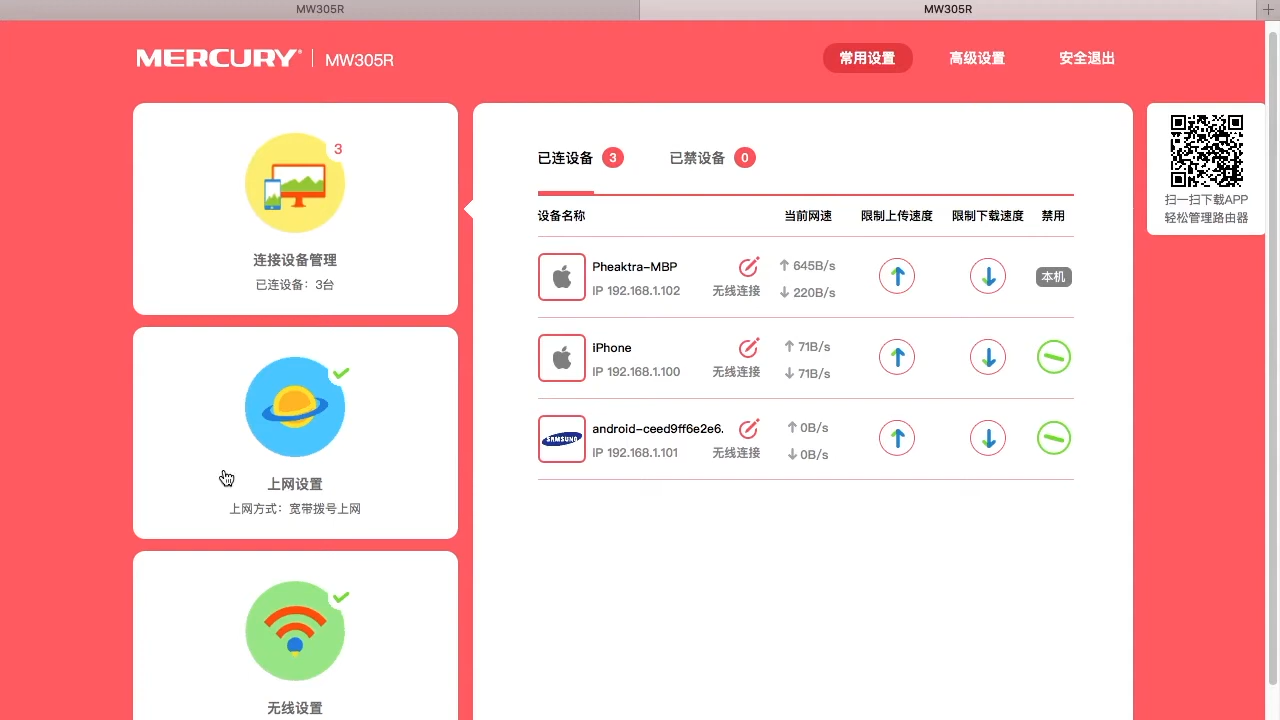 MW305R
MW305R
MERCURY® MW305R
常用设置 高级设置 安全退出
3
连接设备管理
已连设备：3台
上网设置
上网方式：宽带拨号上网
无线设置
已连设备 3 已禁设备 0
设备名称 当前网速 限制上传速度 限制下载速度 禁用
Pheaktra-MBP 645B/s
IP 192.168.1.102 无线连接 220B/s
本机
iPhone 71B/s
IP 192.168.1.100 无线连接 71B/s
android-ceed9ff6e2e6. 0B/s
SAMSUNG
IP 192.168.1.101 无线连接 0B/s
扫一扫下载APP
轻松管理路由器